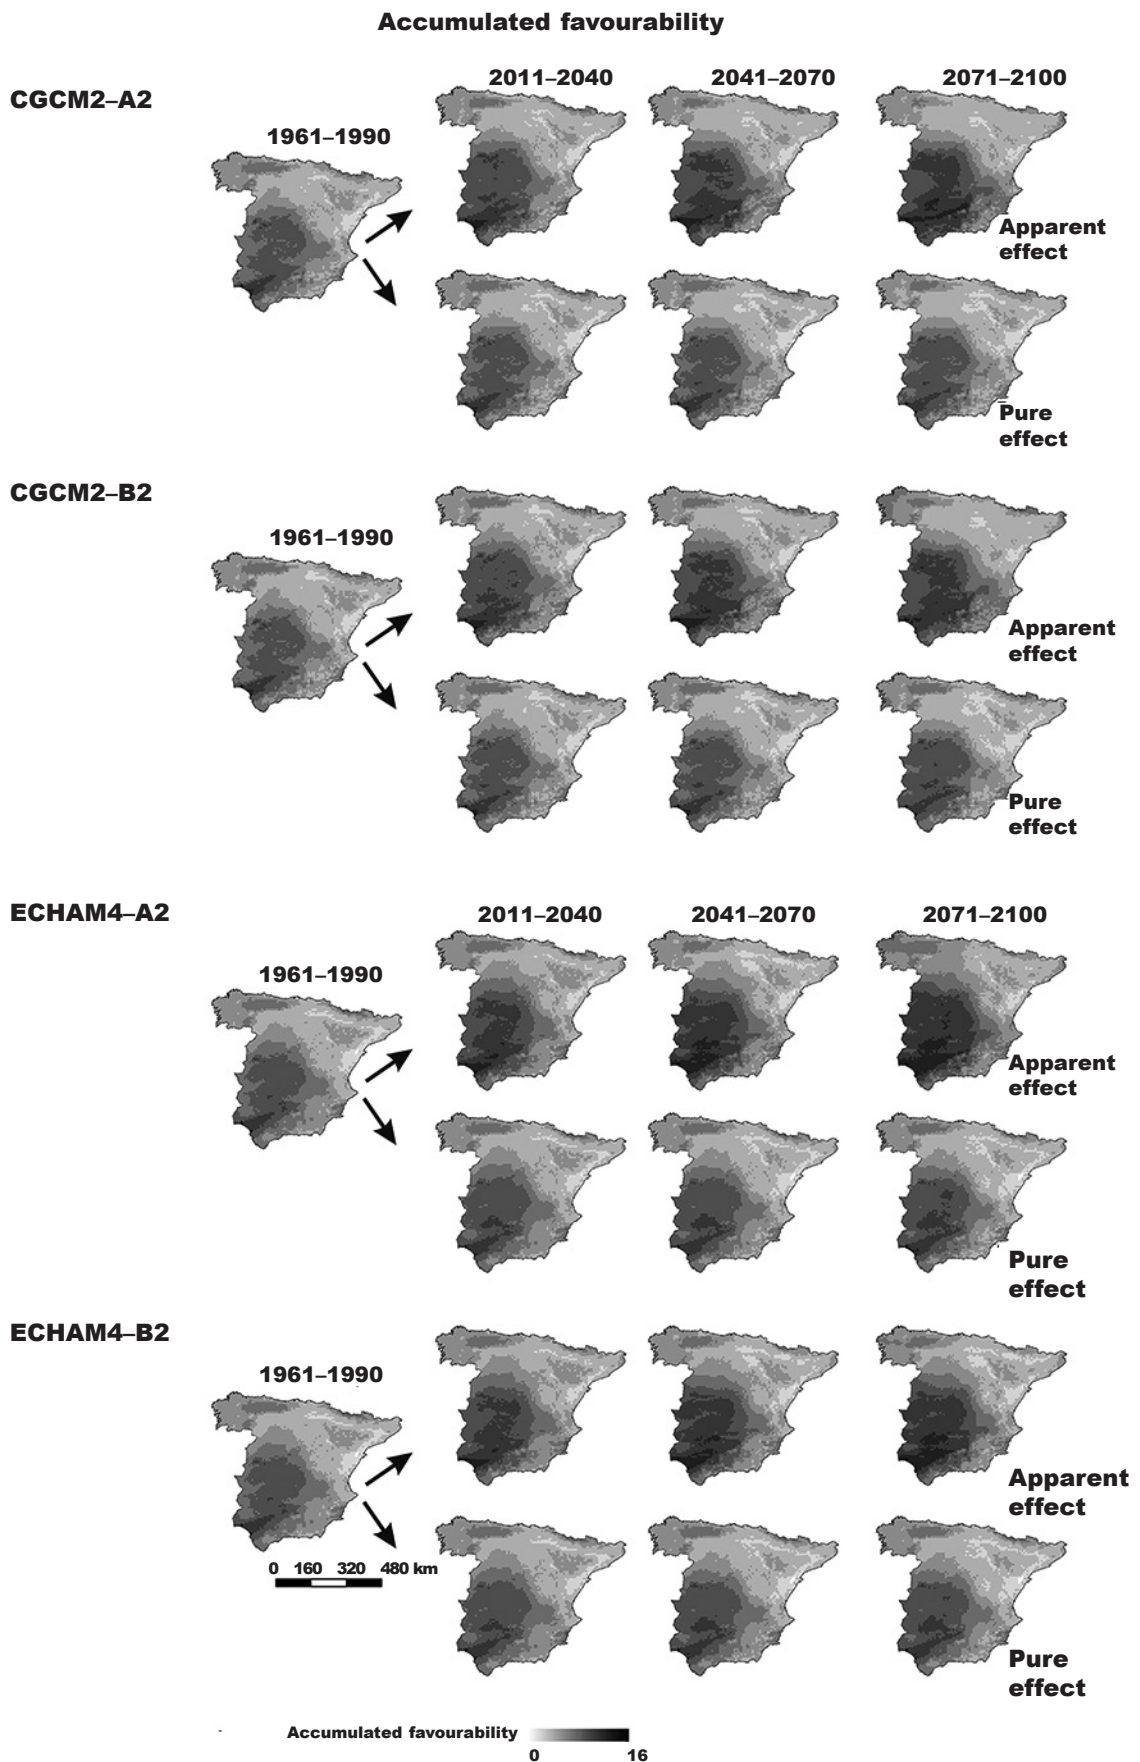 Accumulated favourability
CGCM2–A2
2011–2040
2041–2070
2071–2100
1961–1990
Apparent
effect
Pure
effect
CGCM2–B2
1961–1990
Apparent
effect
Pure
effect
ECHAM4–A2
2011–2040
2041–2070
2071–2100
1961–1990
Apparent
effect
Pure
effect
ECHAM4–B2
1961–1990
Apparent
effect
0 160 320 480 km
Pure
effect
Accumulated favourability
0 16